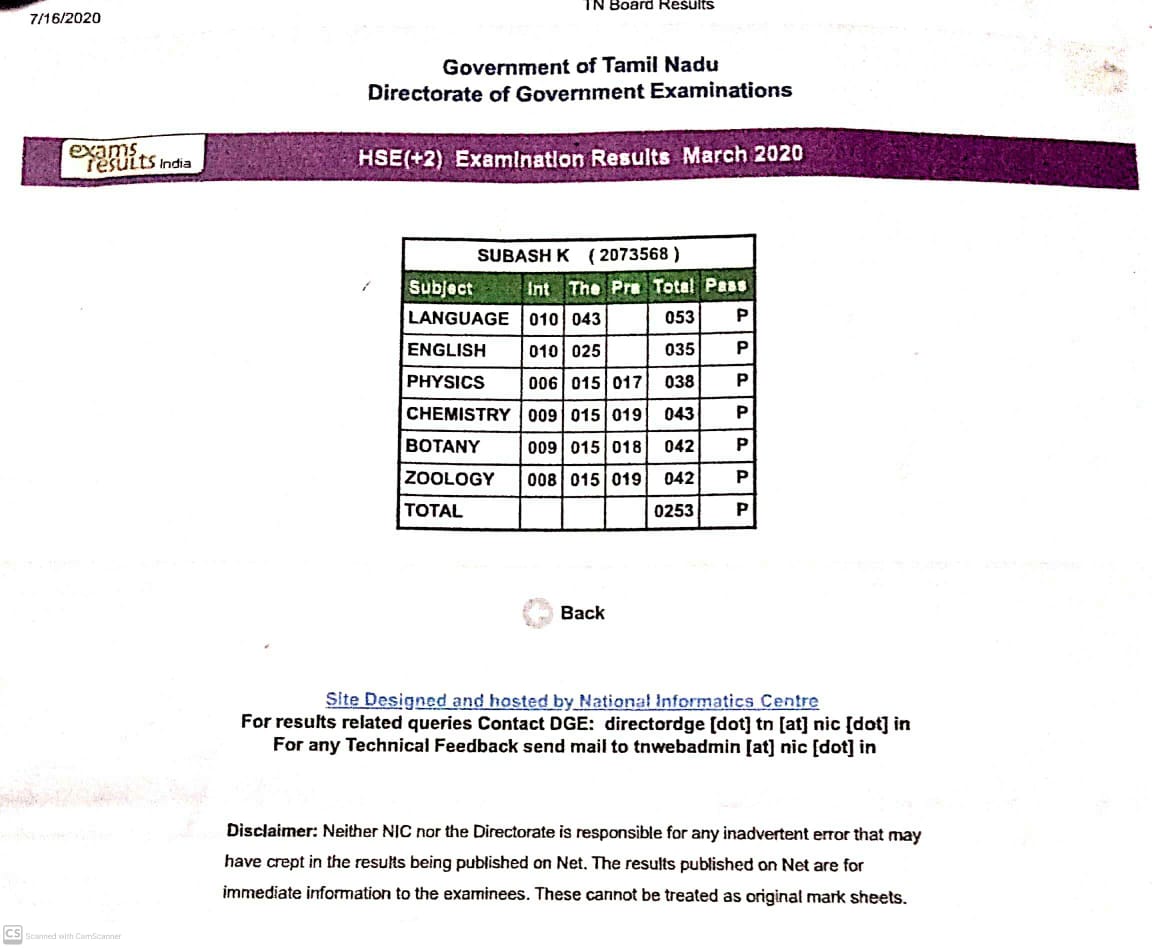 7/16/2020
TN Board Results
Government of Tamil Nadu
Directorate of Government Examinations
exams
results India
HSE(+2) Examination Results March 2020
SUBASH K ( 2073568 )
Subject Int The Pra Total Pass
LANGUAGE 010 043 053 P
ENGLISH 010 025 035 P
PHYSICS 006 015 017 038 P
CHEMISTRY 009 015 019 043 P
BOTANY 009 015 018 042 P
ZOOLOGY 008 015 019 042 P
TOTAL 0253 P
Back
Site Designed and hosted by National Informatics Centre
For results related queries Contact DGE: directordge [dot] tn [at] nic [dot] in
For any Technical Feedback send mail to tnwebadmin [at] nic [dot] in
Disclaimer: Neither NIC nor the Directorate is responsible for any inadvertent error that may
have crept in the results being published on Net. The results published on Net are for
immediate information to the examinees. These cannot be treated as original mark sheets.
CS Scanned with CamScanner